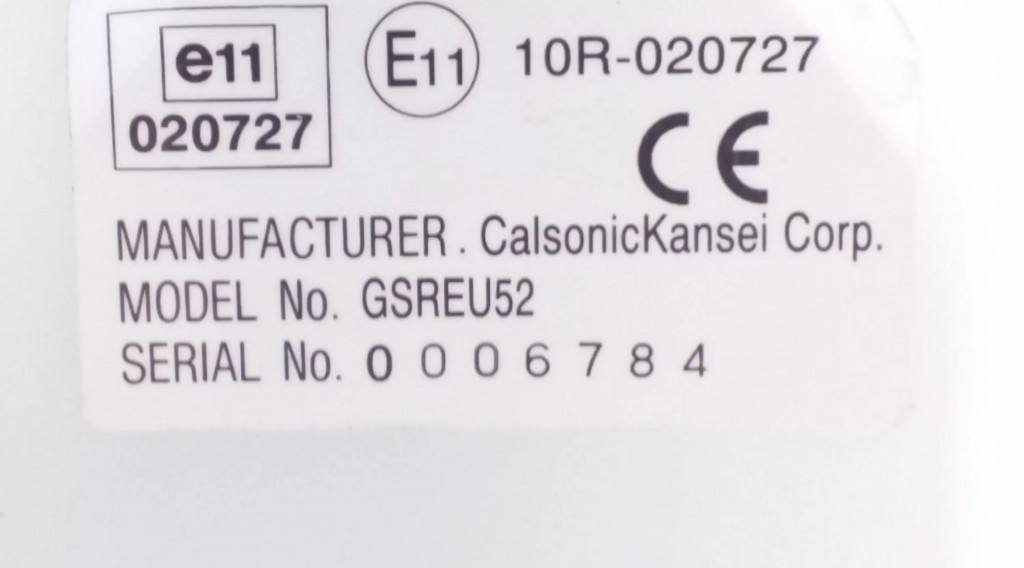 e11
020727
E11 10R-020727
CE
MANUFACTURER . CalsonicKansei Corp.
MODEL No. GSREU52
SERIAL No. 0 0 0 6 7 8 4